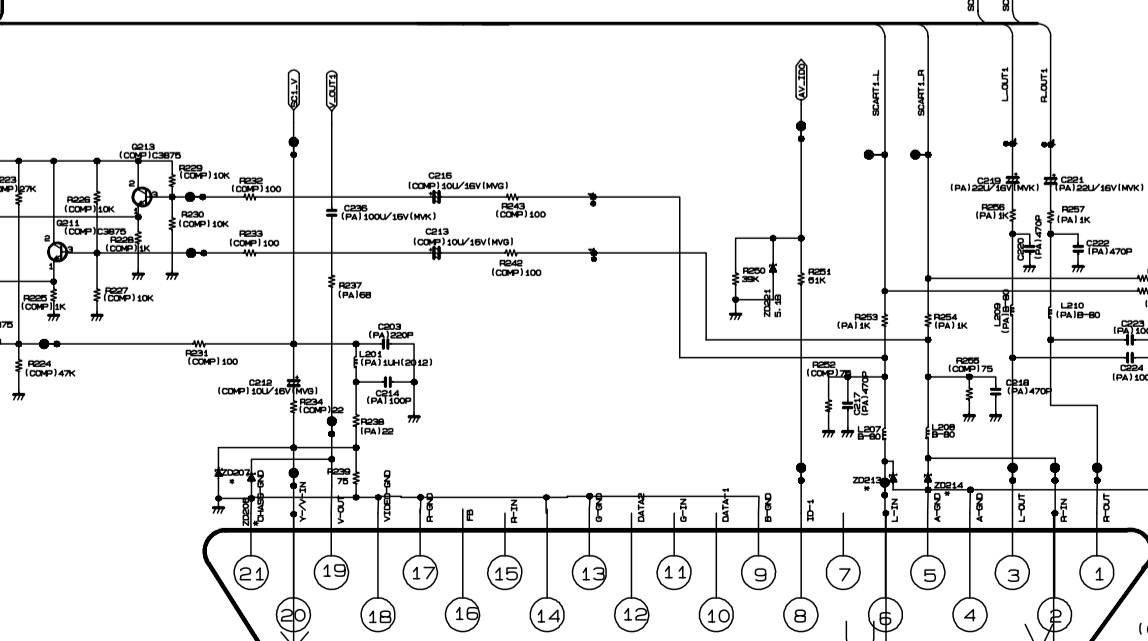 SC1_V
V_OUT1
AV_ID0
SCART1_L
SCART1_R
L_OUT1
R_OUT1
Q213
(COMP)C3875
R229
(COMP)10K
R232
(COMP)100
C215
(COMP)10U/16V(MVG)
R243
(COMP)100
C219
(PA)22U/16V(MVK)
C221
(PA)22U/16V(MVK)
R226
(COMP)10K
R230
(COMP)10K
C236
(PA)100U/16V(MVK)
R256
(PA)1K
R257
(PA)1K
Q211
(COMP)C3875
R228
(COMP)1K
R233
(COMP)100
C213
(COMP)10U/16V(MVG)
R242
(COMP)100
C220
(PA)470P
C222
(PA)470P
R225
(COMP)1K
R227
(COMP)10K
R237
(PA)68
R250
39K
ZD221
5.1B
R251
51K
R253
(PA)1K
R254
(PA)1K
L209
(PA)B-80
L210
(PA)B-80
C203
(PA)220P
R231
(COMP)100
L201
(PA)1UH(2012)
R224
(COMP)47K
C212
(COMP)10U/16V(MVG)
R234
(COMP)22
C214
(PA)100P
R238
(PA)22
R252
(COMP)75
C217
(PA)470P
R255
(COMP)75
C218
(PA)470P
C223
C224
L207
B-80
L208
B-80
ZD207
*
ZD205
*
R239
75
ZD213
*
ZD214
*
CHASS-GND
Y-/V-IN
V-OUT
VIDEO-GND
R-GND
FB
R-IN
G-GND
DATA2
G-IN
DATA-1
B-GND
ID-1
L-IN
A-GND
A-GND
L-OUT
R-IN
R-OUT
21 19 17 15 13 11 9 7 5 3 1
20 18 16 14 12 10 8 6 4 2